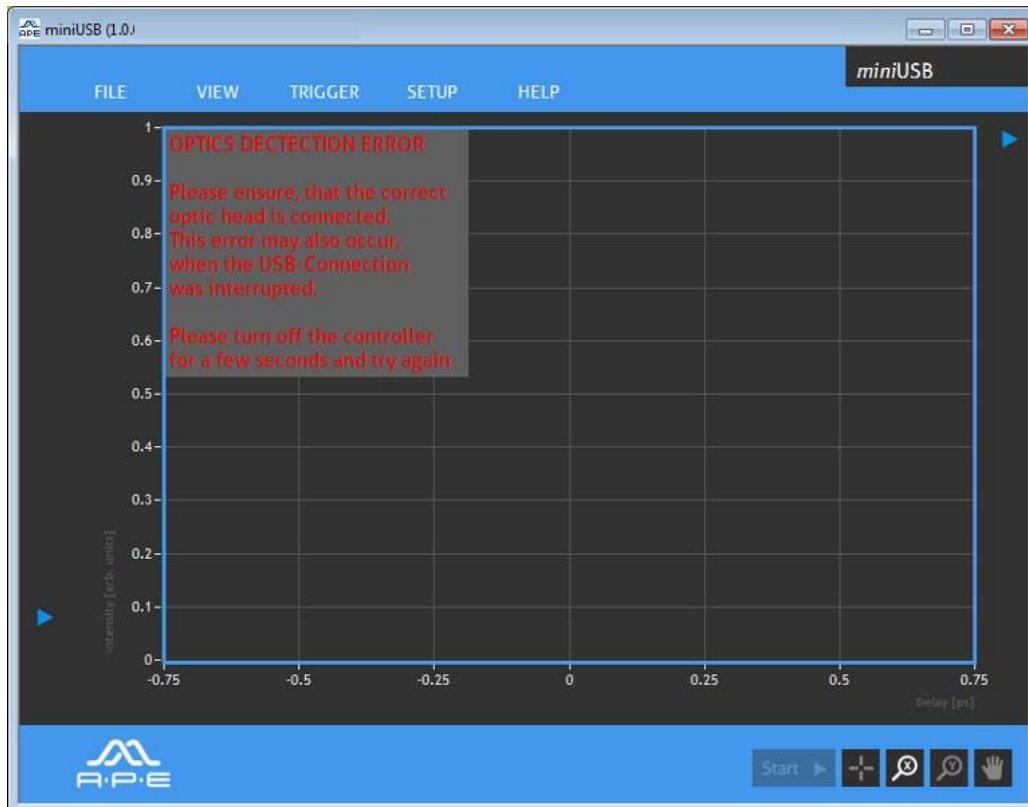 APE miniUSB (1.0.
miniUSB
FILE VIEW TRIGGER SETUP HELP
OPTICS DECTECTION ERROR
Please ensure, that the correct
optic head is connected.
This error may also occur,
when the USB-Connection
was interrupted.
Please turn off the controller
for a few seconds and try again
1
0.9
0.8
0.7
0.6
0.5
0.4
0.3
0.2
0.1
0
Intensity [arb. units]
-0.75 -0.5 -0.25 0 0.25 0.5 0.75
Delay [ps]
A·P·E
Start
X
Y